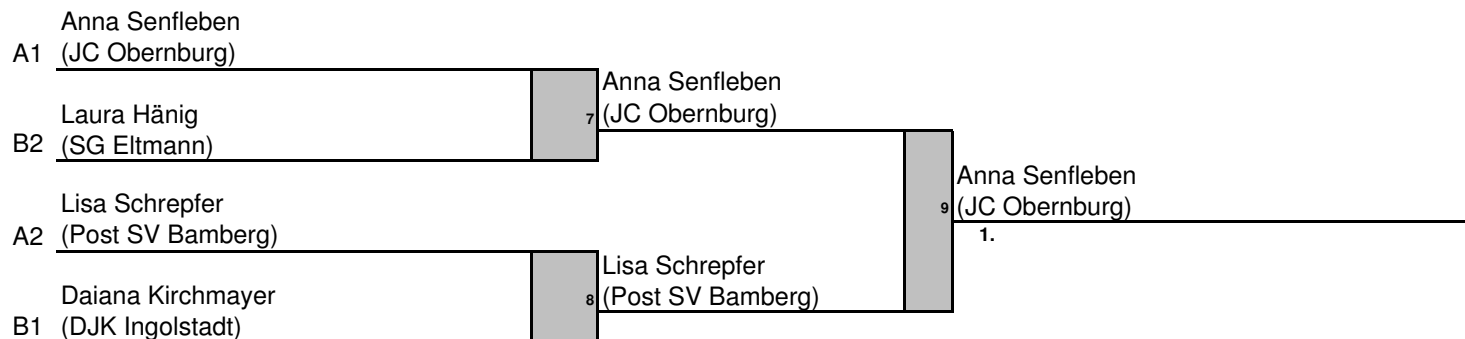 Anna Senfleben
A1 (JC Obernburg)
Anna Senfleben
7 (JC Obernburg)
Laura Hänig
B2 (SG Eltmann)
Anna Senfleben
9 (JC Obernburg)
1.
Lisa Schrepfer
A2 (Post SV Bamberg)
Lisa Schrepfer
8 (Post SV Bamberg)
Daiana Kirchmayer
B1 (DJK Ingolstadt)